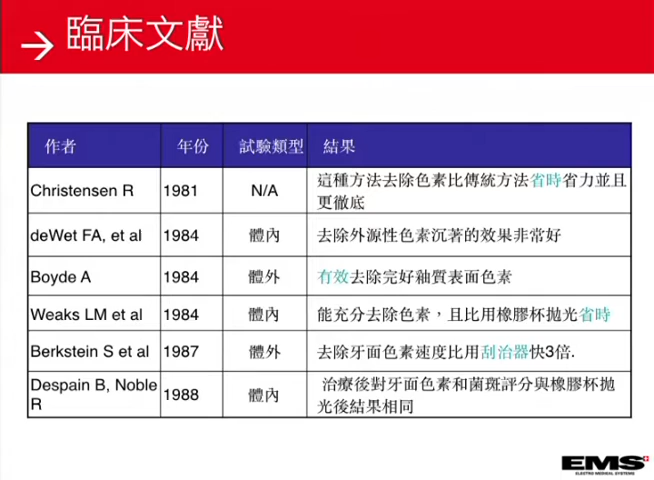 臨床文獻
作者 年份 試驗類型 結果
Christensen R 1981 N/A 這種方法去除色素比傳統方法省時省力並且
更徹底
deWet FA, et al 1984 體內 去除外源性色素沉著的效果非常好
Boyde A 1984 體外 有效去除完好釉質表面色素
Weaks LM et al 1984 體內 能充分去除色素，且比用橡膠杯拋光省時
Berkstein S et al 1987 體外 去除牙面色素速度比用刮治器快3倍.
Despain B, Noble
R 1988 體內 治療後對牙面色素和菌斑評分與橡膠杯拋
光後結果相同
EMS
ELECTRO MEDICAL SYSTEMS